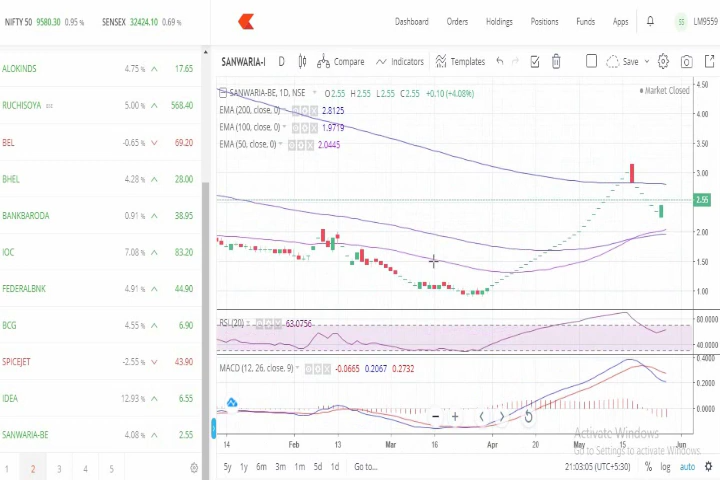 NIFTY 50 9580.30 0.95 % SENSEX 32424.10 0.69 %
Dashboard Orders Holdings Positions Funds Apps SS LM9559
ALOKINDS 4.75 % 17.65
RUCHISOYA 5.00 % 568.40
BEL -0.65 % 69.20
BHEL 4.28 % 28.00
BANKBARODA 0.91 % 38.95
IOC 7.08 % 83.20
FEDERALBNK 4.91 % 44.90
BCG 4.55 % 6.90
SPICEJET -2.55 % 43.90
IDEA 12.93 % 6.55
SANWARIA-BE 4.08 % 2.55
1 2 3 4 5
SANWARIA-I D Compare Indicators Templates Save
SANWARIA-BE, 1D, NSE O2.55 H2.55 L2.55 C2.55 +0.10 (+4.08%)
Market Closed
EMA (200, close, 0) 2.8125
EMA (100, close, 0) 1.9719
EMA (50, close, 0) 2.0445
4.50
4.00
3.50
3.00
2.55
2.00
1.50
1.00
RSI (20) 63.0756
80.0000
40.0000
MACD (12, 26, close, 9) -0.0665 0.2067 0.2732
0.4000
0.2000
0.0000
14 Feb 13 Mar 16 Apr 20 May 15 Jun
Activate Windows
Go to Settings to activate Windows.
5y 1y 6m 3m 1m 5d 1d Go to... 21:03:05 (UTC+5:30) % log auto